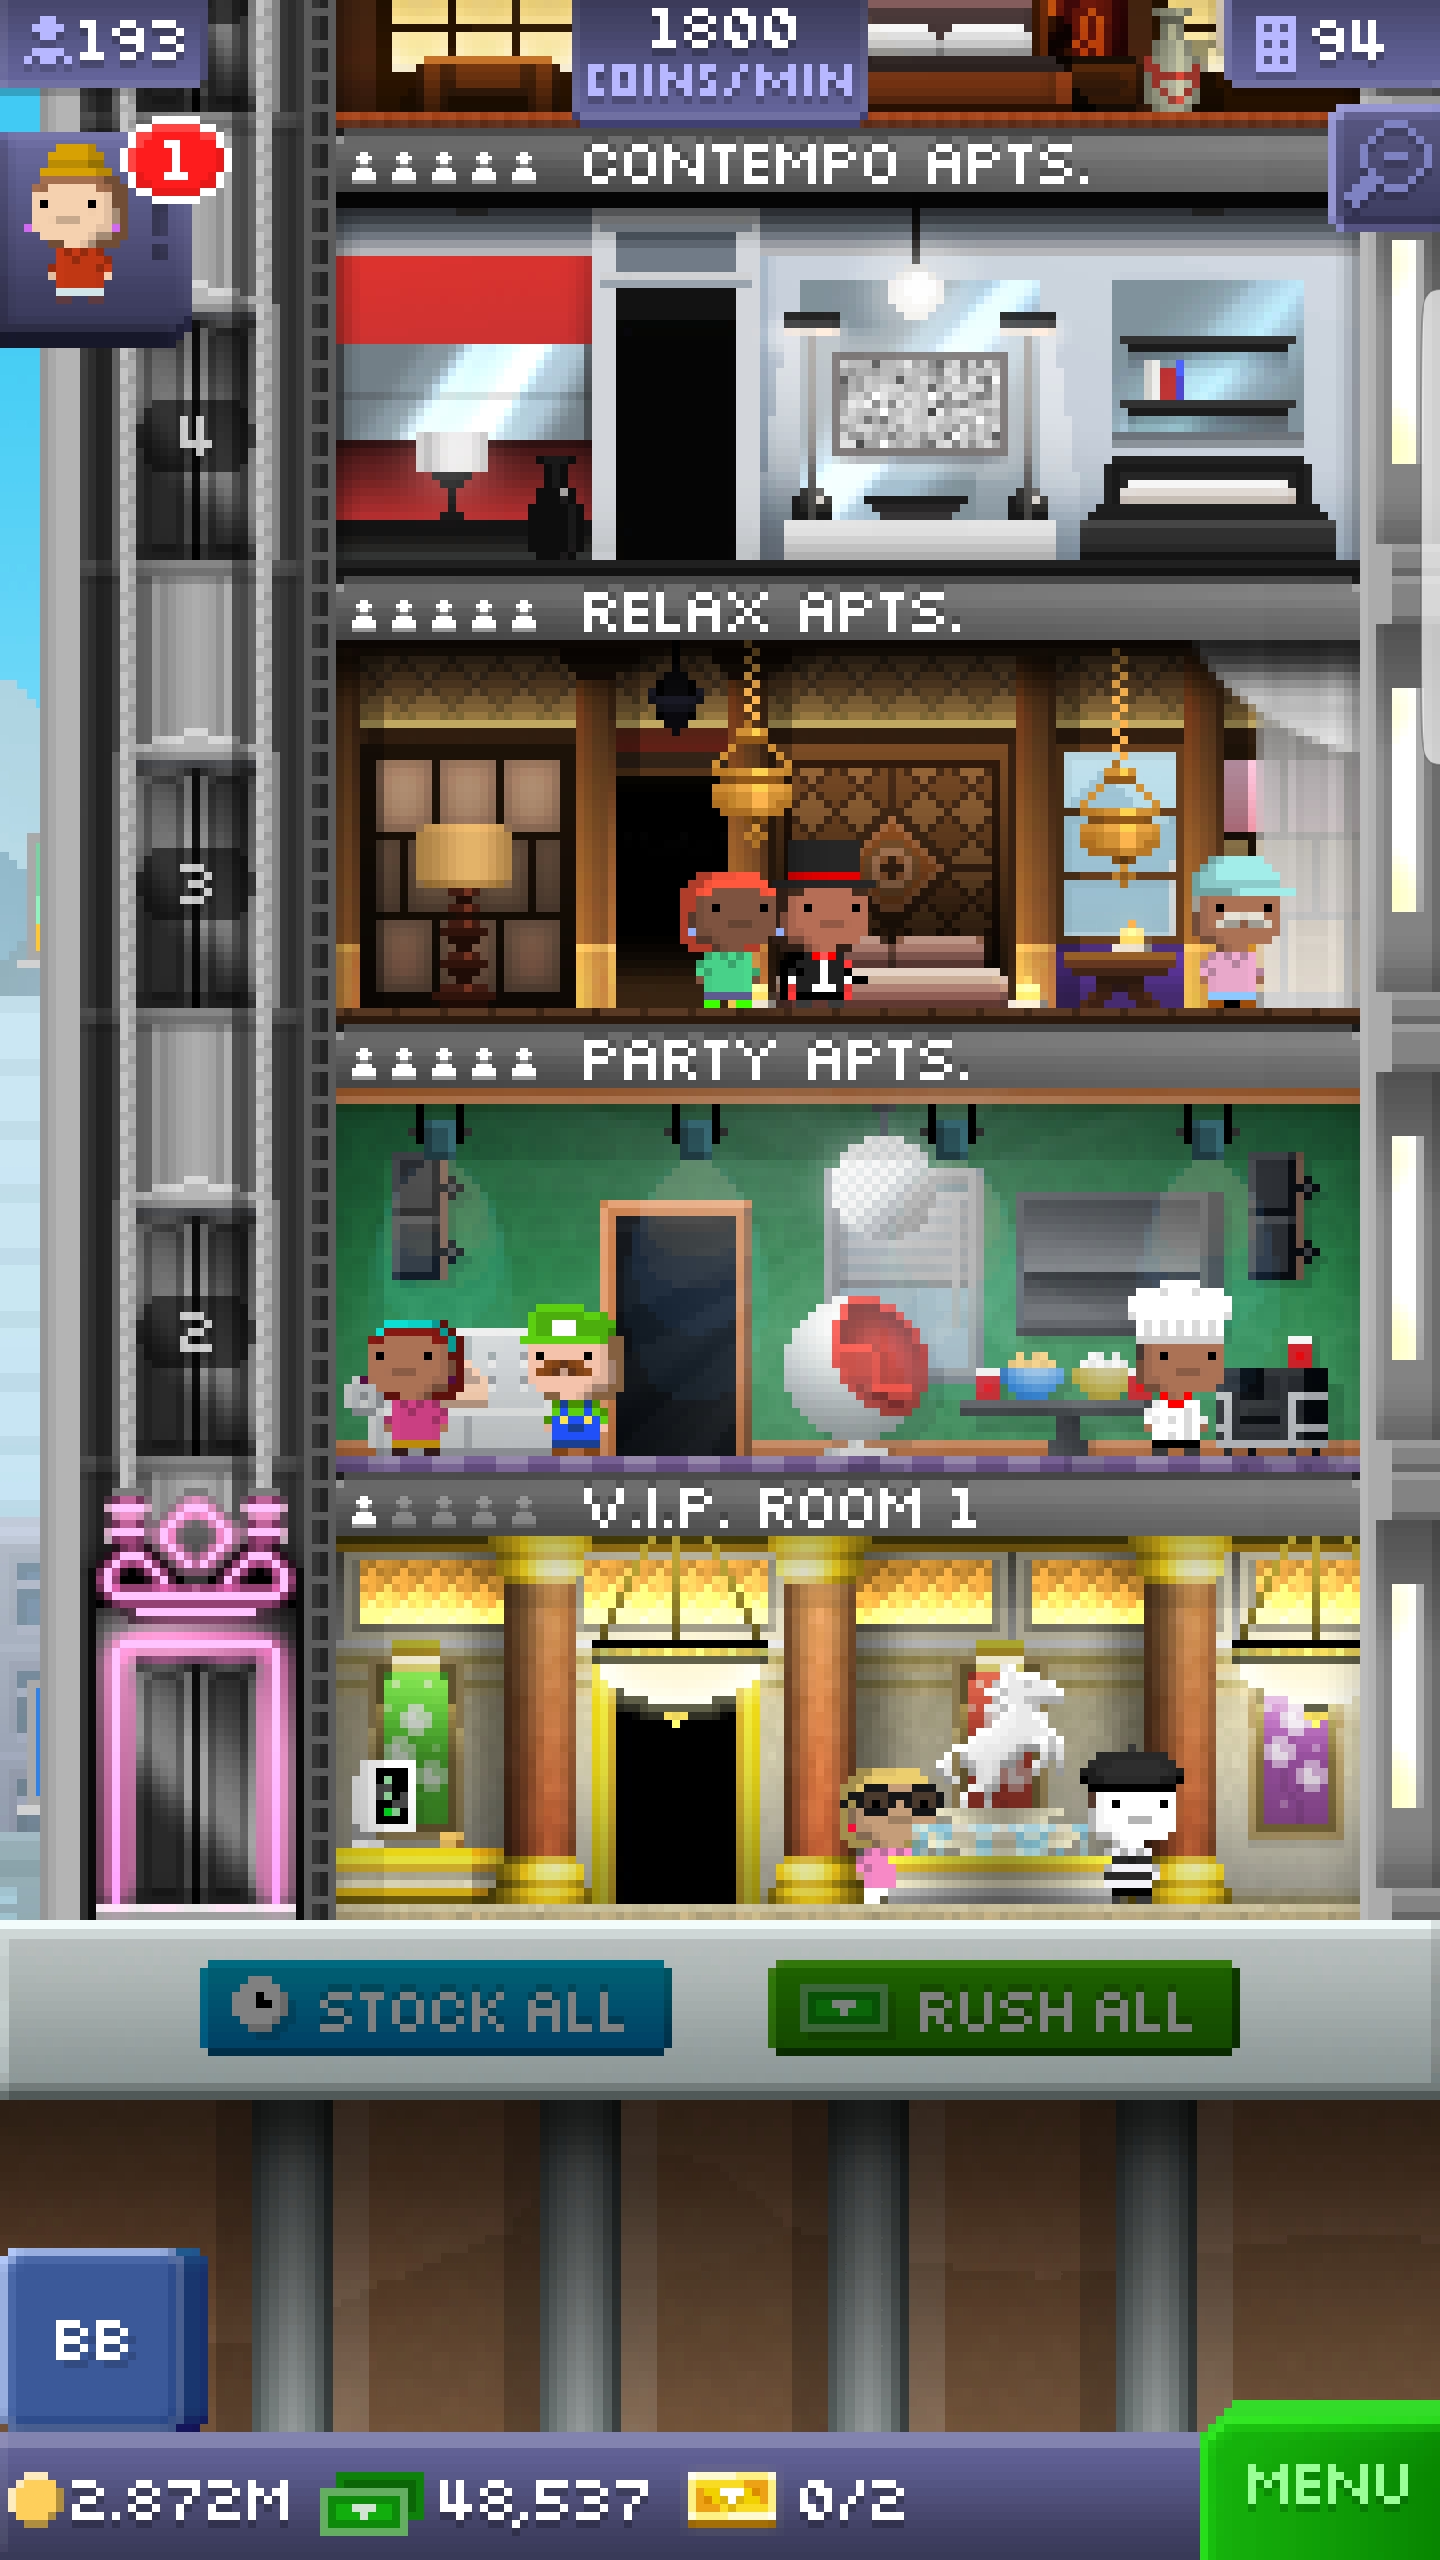 193
1800
COINS/MIN
94
1
CONTEMPO APTS.
4
RELAX APTS.
3
PARTY APTS.
2
V.I.P. ROOM 1
STOCK ALL
RUSH ALL
BB
2.872M
48,537
0/2
MENU